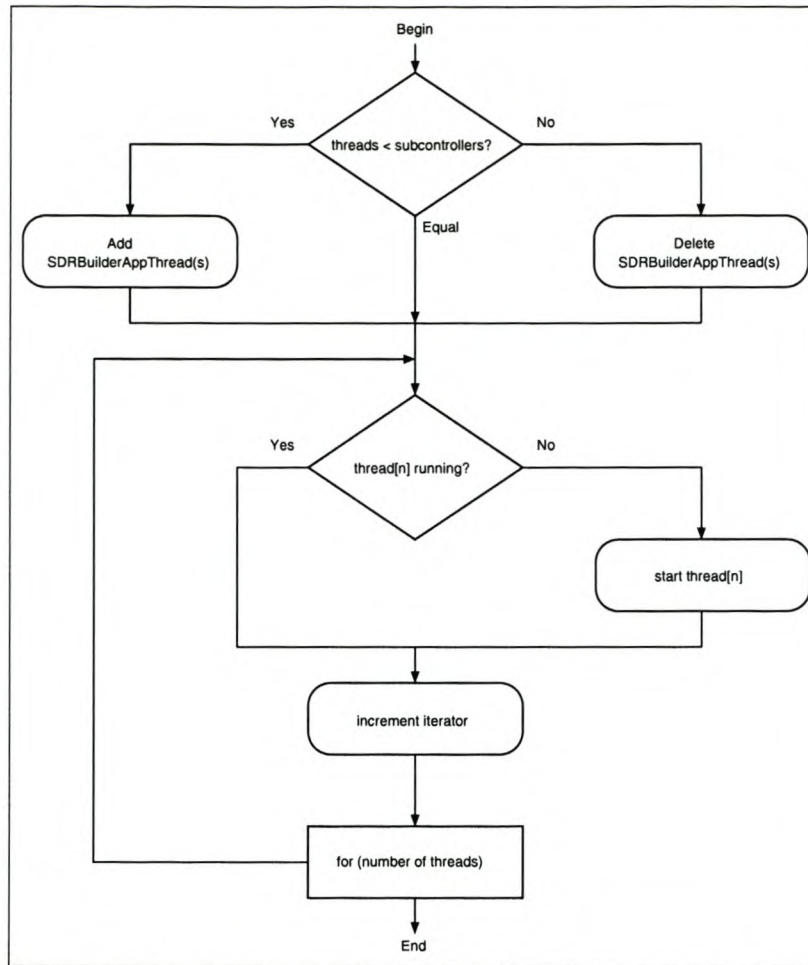 Begin
Yes
No
threads < subcontrollers?
Equal
Add
SDRBuilderAppThread(s)
Delete
SDRBuilderAppThread(s)
Yes
No
thread[n] running?
start thread[n]
increment iterator
for (number of threads)
End